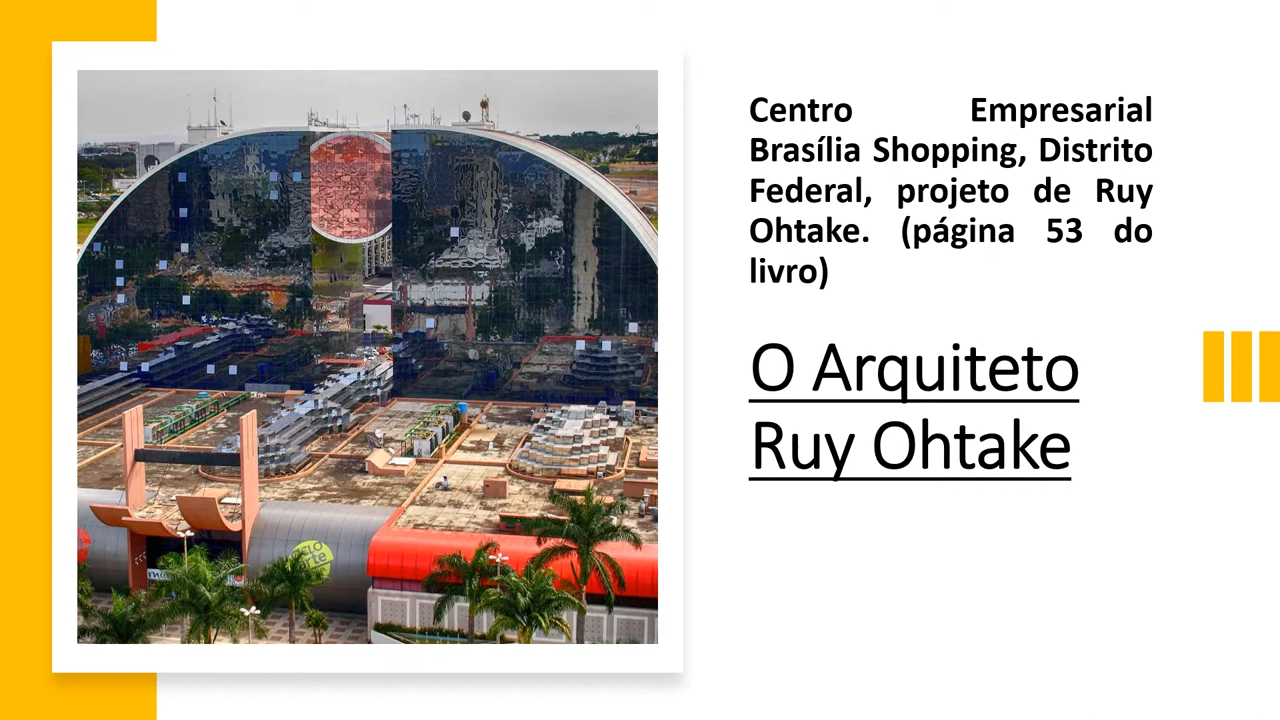 Centro Empresarial
Brasília Shopping, Distrito
Federal, projeto de Ruy
Ohtake. (página 53 do
livro)
O Arquiteto
Ruy Ohtake